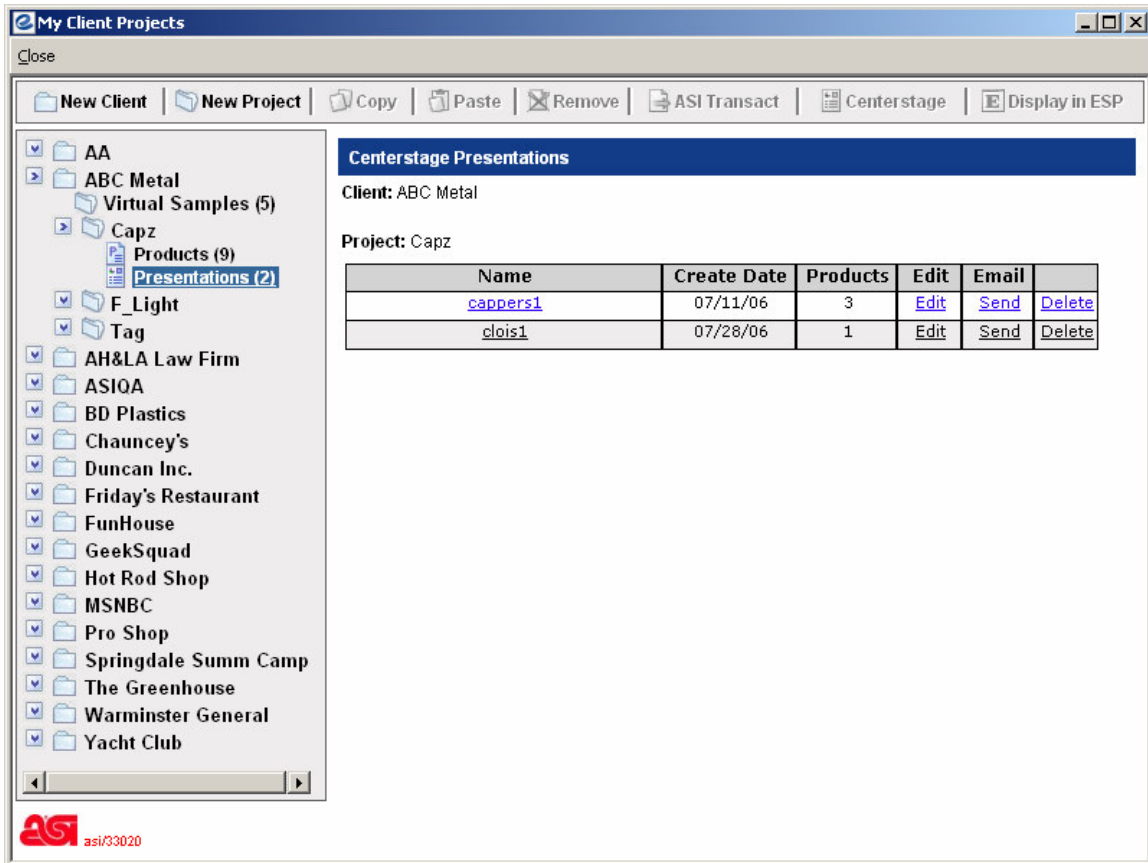 My Client Projects
Close
New Client New Project Copy Paste Remove ASI Transact Centerstage Display in ESP
AA
ABC Metal
Virtual Samples (5)
Capz
Products (9)
Presentations (2)
F_Light
Tag
AH&LA Law Firm
ASIQA
BD Plastics
Chauncey's
Duncan Inc.
Friday's Restaurant
FunHouse
GeekSquad
Hot Rod Shop
MSNBC
Pro Shop
Springdale Summ Camp
The Greenhouse
Warminster General
Yacht Club
asi asi/33020
Centerstage Presentations
Client: ABC Metal
Project: Capz
Name Create Date Products Edit Email
cappers1 07/11/06 3 Edit Send Delete
clois1 07/28/06 1 Edit Send Delete